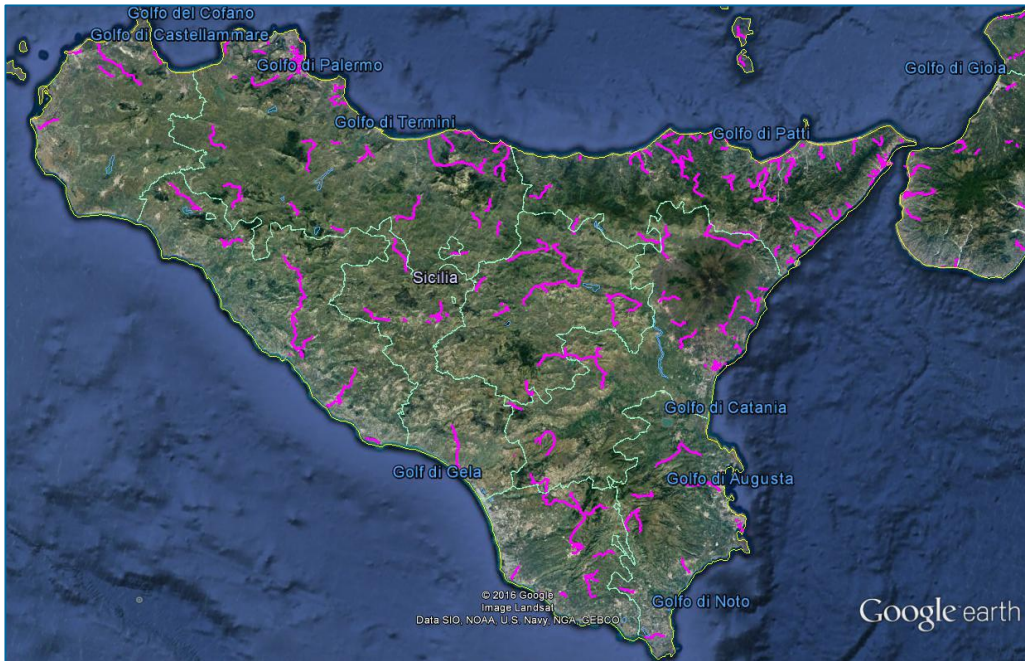 Golfo del Cofano
Golfo di Castellammare
Golfo di Palermo
Golfo di Gioia
Golfo di Termini
Golfo di Patti
Sicilia
Golfo di Catania
Golf di Gela
Golfo di Augusta
© 2016 Google
Image Landsat
Data SIO, NOAA, U.S. Navy, NGA, GEBCO
Golfo di Noto
Google earth